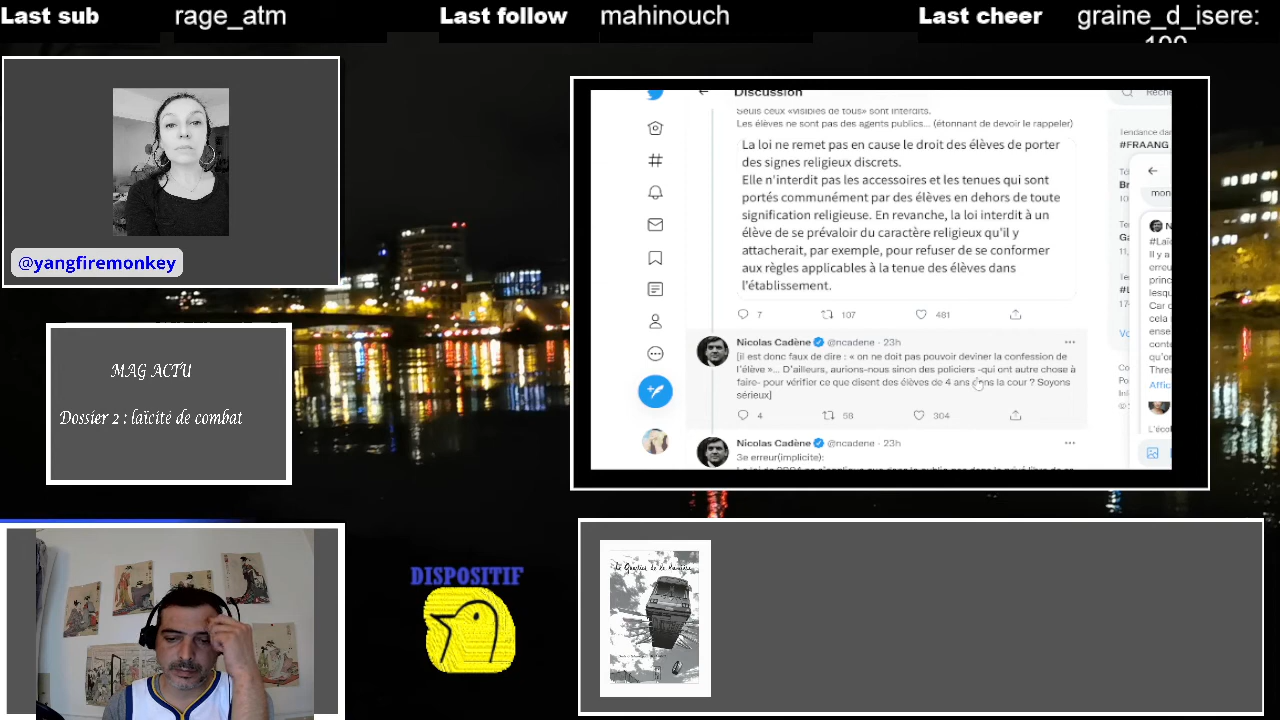 Last sub
rage_atm
Last follow
mahinouch
Last cheer
graine_d_isere:
@yangfiremonkey
MAG ACTU
Dossier 2 : laïcité de combat
DISPOSITIF
Discussion
Seuls ceux «visibles de tous» sont interdits.
Les élèves ne sont pas des agents publics... (étonnant de devoir le rappeler)
La loi ne remet pas en cause le droit des élèves de porter
des signes religieux discrets.
Elle n'interdit pas les accessoires et les tenues qui sont
portés communément par des élèves en dehors de toute
signification religieuse. En revanche, la loi interdit à un
élève de se prévaloir du caractère religieux qu'il y
attacherait, par exemple, pour refuser de se conformer
aux règles applicables à la tenue des élèves dans
l'établissement.
7 107 481
Nicolas Cadène @ncadene · 23h
[il est donc faux de dire : « on ne doit pas pouvoir deviner la confession de
l'élève »... D'ailleurs, aurions-nous sinon des policiers -qui ont autre chose à
faire- pour vérifier ce que disent des élèves de 4 ans dans la cour ? Soyons
sérieux]
4 58 304
Nicolas Cadène @ncadene · 23h
3e erreur(implicite):
Reche
Tendance dan
#FRAANG
mon